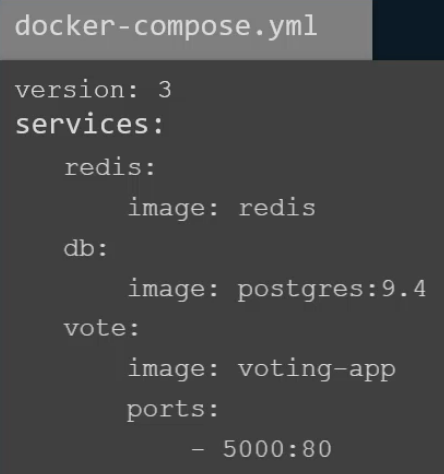 docker-compose.yml
version: 3
services:
redis:
image: redis
db:
image: postgres:9.4
vote:
image: voting-app
ports:
- 5000:80